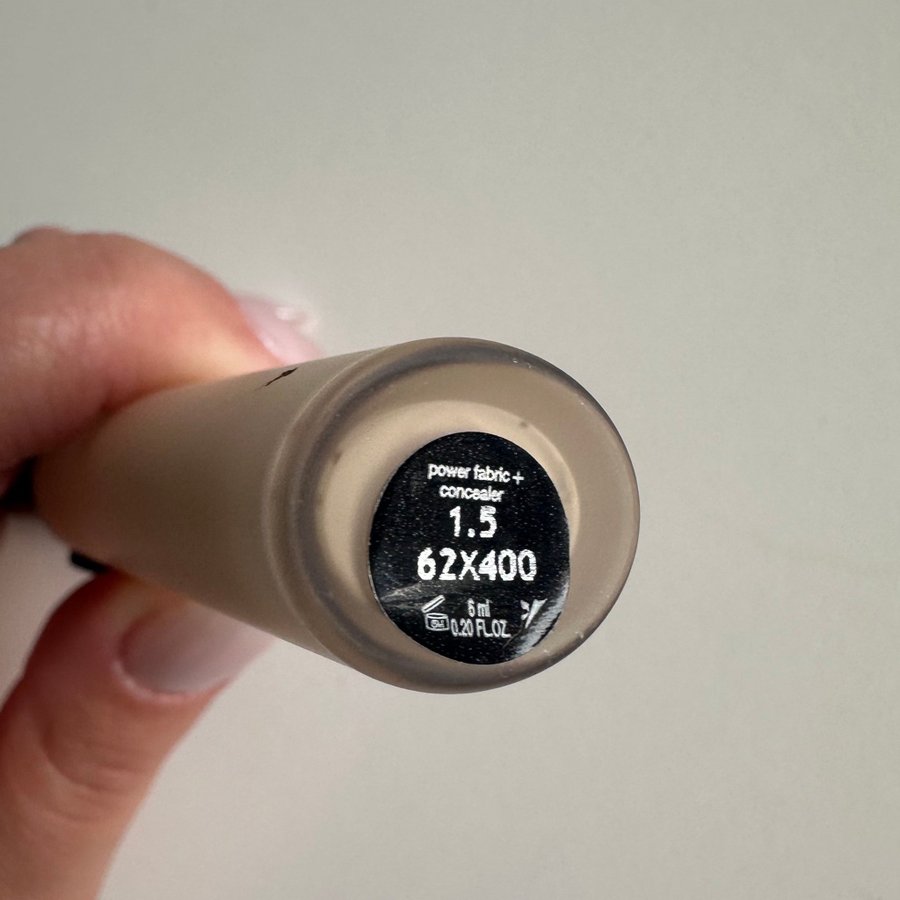 power fabric +
concealer
1.5
62X400
6 ml
0.20 FL.OZ.